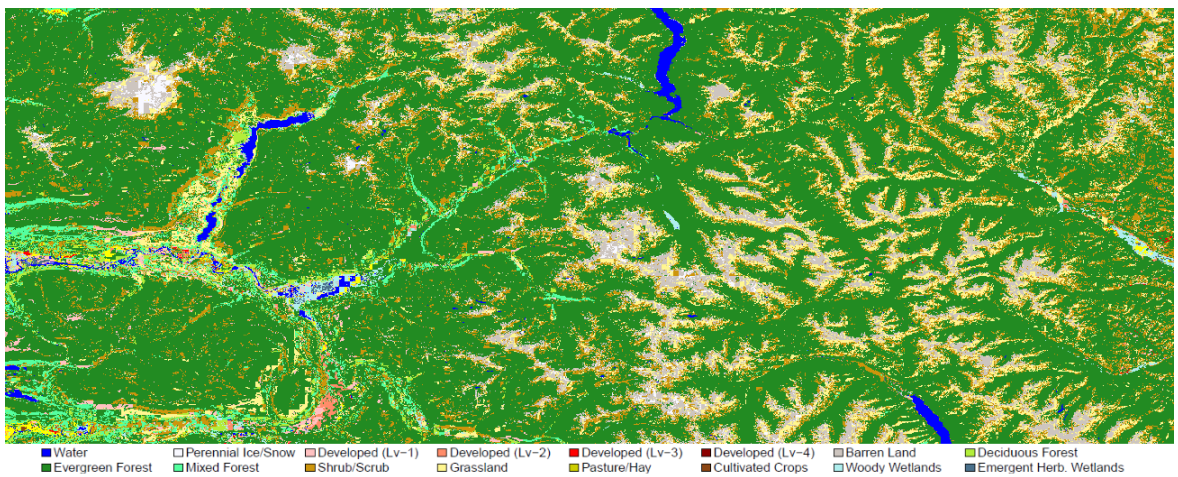 Water Perennial Ice/Snow Developed (Lv-1) Developed (Lv-2) Developed (Lv-3) Developed (Lv-4) Barren Land Deciduous Forest
Evergreen Forest Mixed Forest Shrub/Scrub Grassland Pasture/Hay Cultivated Crops Woody Wetlands Emergent Herb. Wetlands